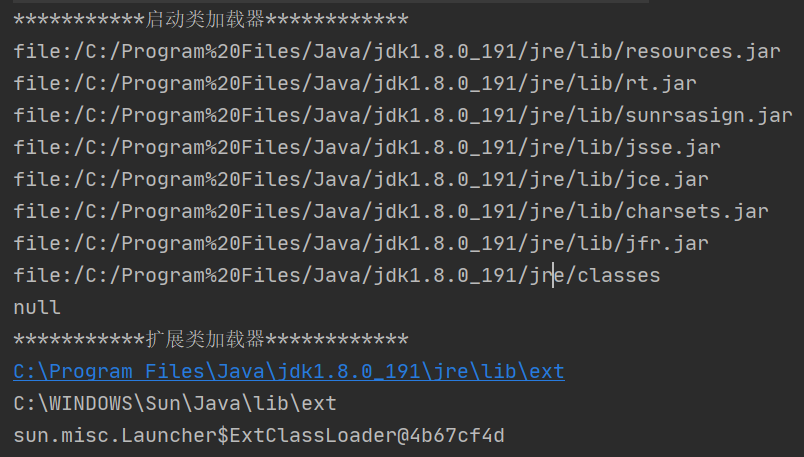 ***********启动类加载器************
file:/C:/Program%20Files/Java/jdk1.8.0_191/jre/lib/resources.jar
file:/C:/Program%20Files/Java/jdk1.8.0_191/jre/lib/rt.jar
file:/C:/Program%20Files/Java/jdk1.8.0_191/jre/lib/sunrsasign.jar
file:/C:/Program%20Files/Java/jdk1.8.0_191/jre/lib/jsse.jar
file:/C:/Program%20Files/Java/jdk1.8.0_191/jre/lib/jce.jar
file:/C:/Program%20Files/Java/jdk1.8.0_191/jre/lib/charsets.jar
file:/C:/Program%20Files/Java/jdk1.8.0_191/jre/lib/jfr.jar
file:/C:/Program%20Files/Java/jdk1.8.0_191/jre/classes
null
***********扩展类加载器************
C:\Program Files\Java\jdk1.8.0_191\jre\lib\ext
C:\WINDOWS\Sun\Java\lib\ext
sun.misc.Launcher$ExtClassLoader@4b67cf4d